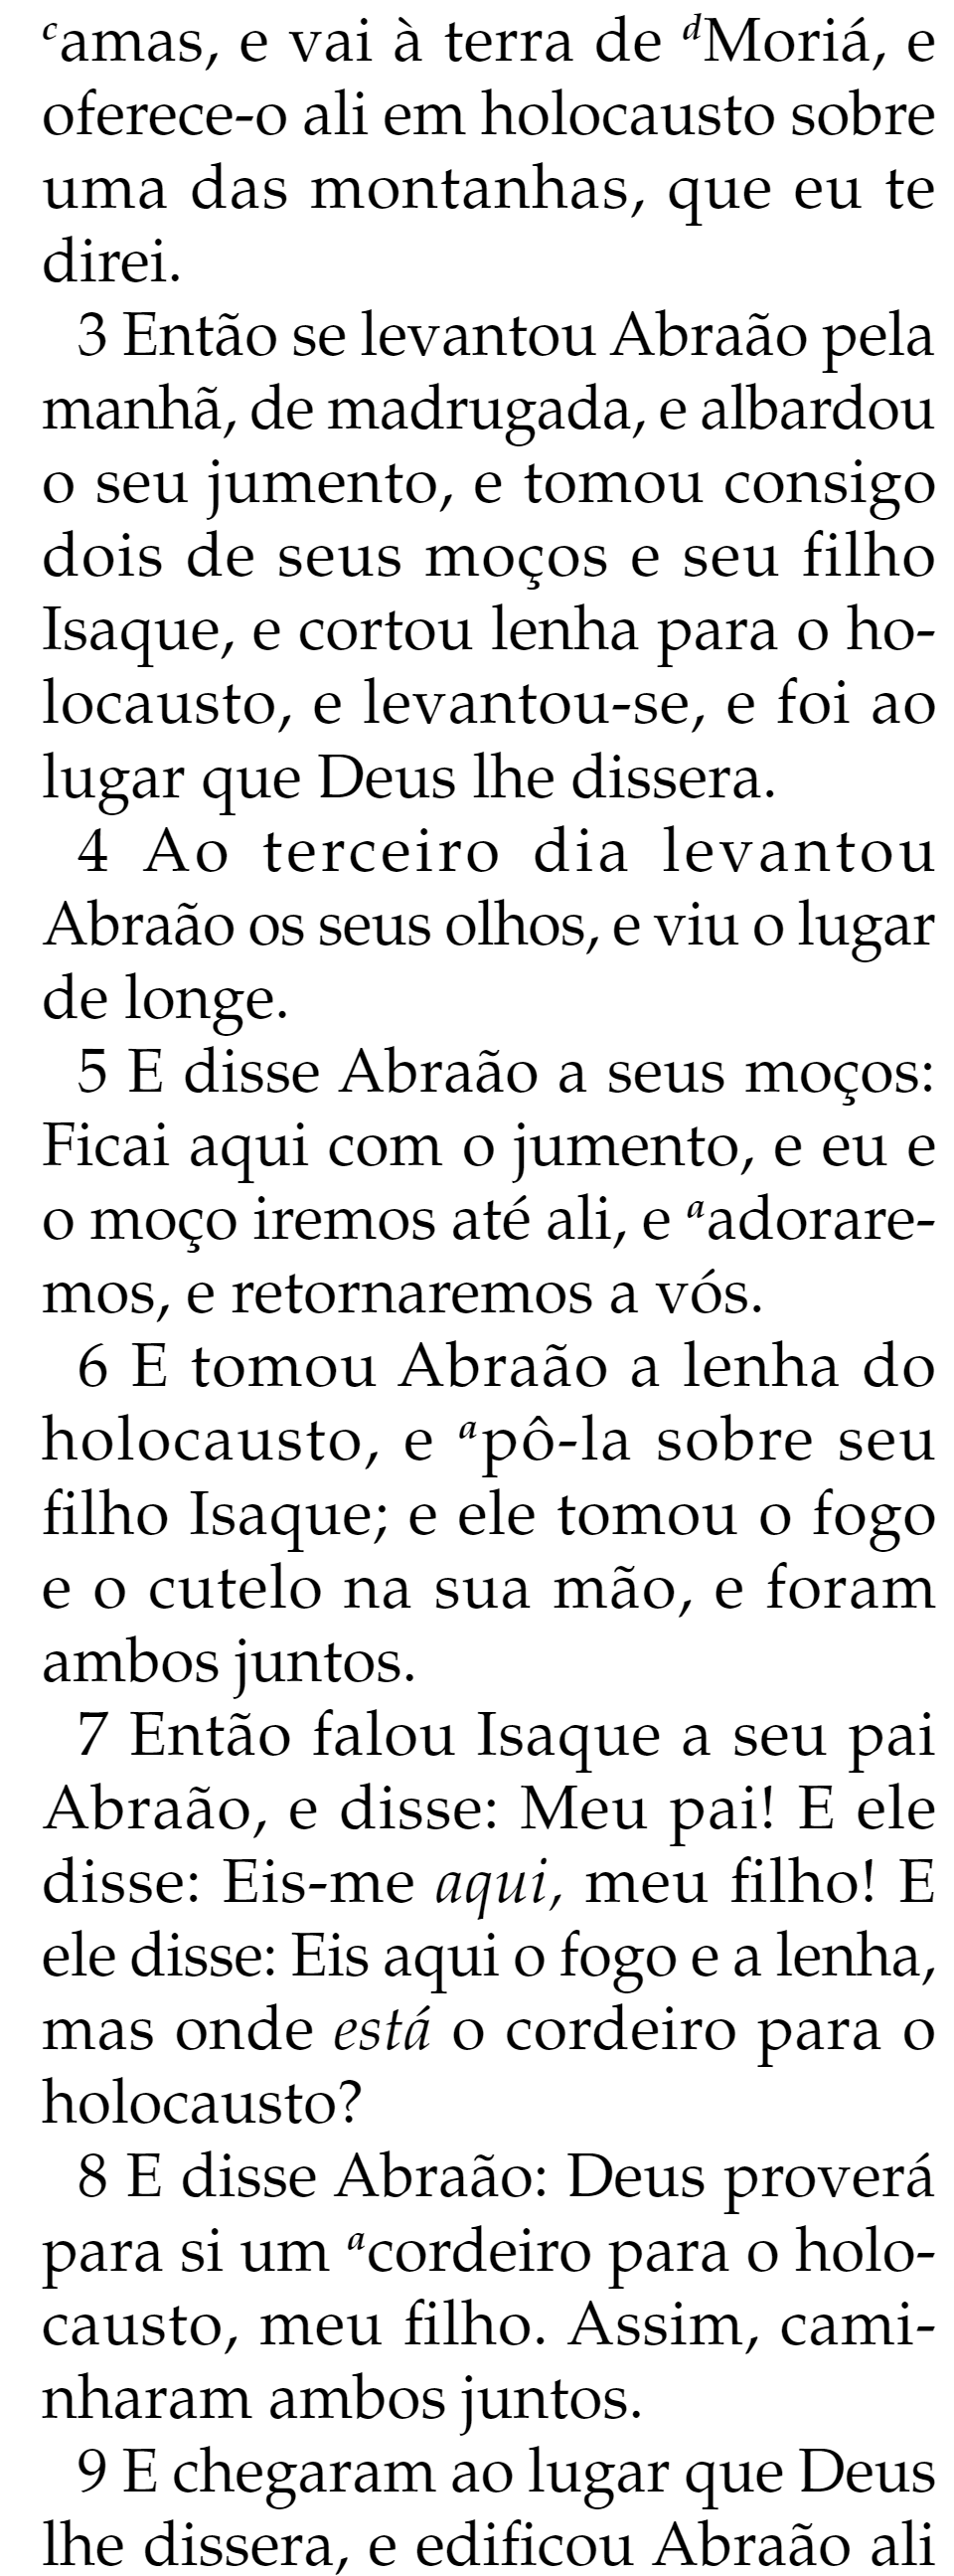 ᶜamas, e vai à terra de ᵈMoriá, e
oferece-o ali em holocausto sobre
uma das montanhas, que eu te
direi.
3 Então se levantou Abraão pela
manhã, de madrugada, e albardou
o seu jumento, e tomou consigo
dois de seus moços e seu filho
Isaque, e cortou lenha para o ho-
locausto, e levantou-se, e foi ao
lugar que Deus lhe dissera.
4 Ao terceiro dia levantou
Abraão os seus olhos, e viu o lugar
de longe.
5 E disse Abraão a seus moços:
Ficai aqui com o jumento, e eu e
o moço iremos até ali, e ᵃadorare-
mos, e retornaremos a vós.
6 E tomou Abraão a lenha do
holocausto, e ᵃpô-la sobre seu
filho Isaque; e ele tomou o fogo
e o cutelo na sua mão, e foram
ambos juntos.
7 Então falou Isaque a seu pai
Abraão, e disse: Meu pai! E ele
disse: Eis-me aqui, meu filho! E
ele disse: Eis aqui o fogo e a lenha,
mas onde está o cordeiro para o
holocausto?
8 E disse Abraão: Deus proverá
para si um ᵃcordeiro para o holo-
causto, meu filho. Assim, cami-
nharam ambos juntos.
9 E chegaram ao lugar que Deus
lhe dissera, e edificou Abraão ali